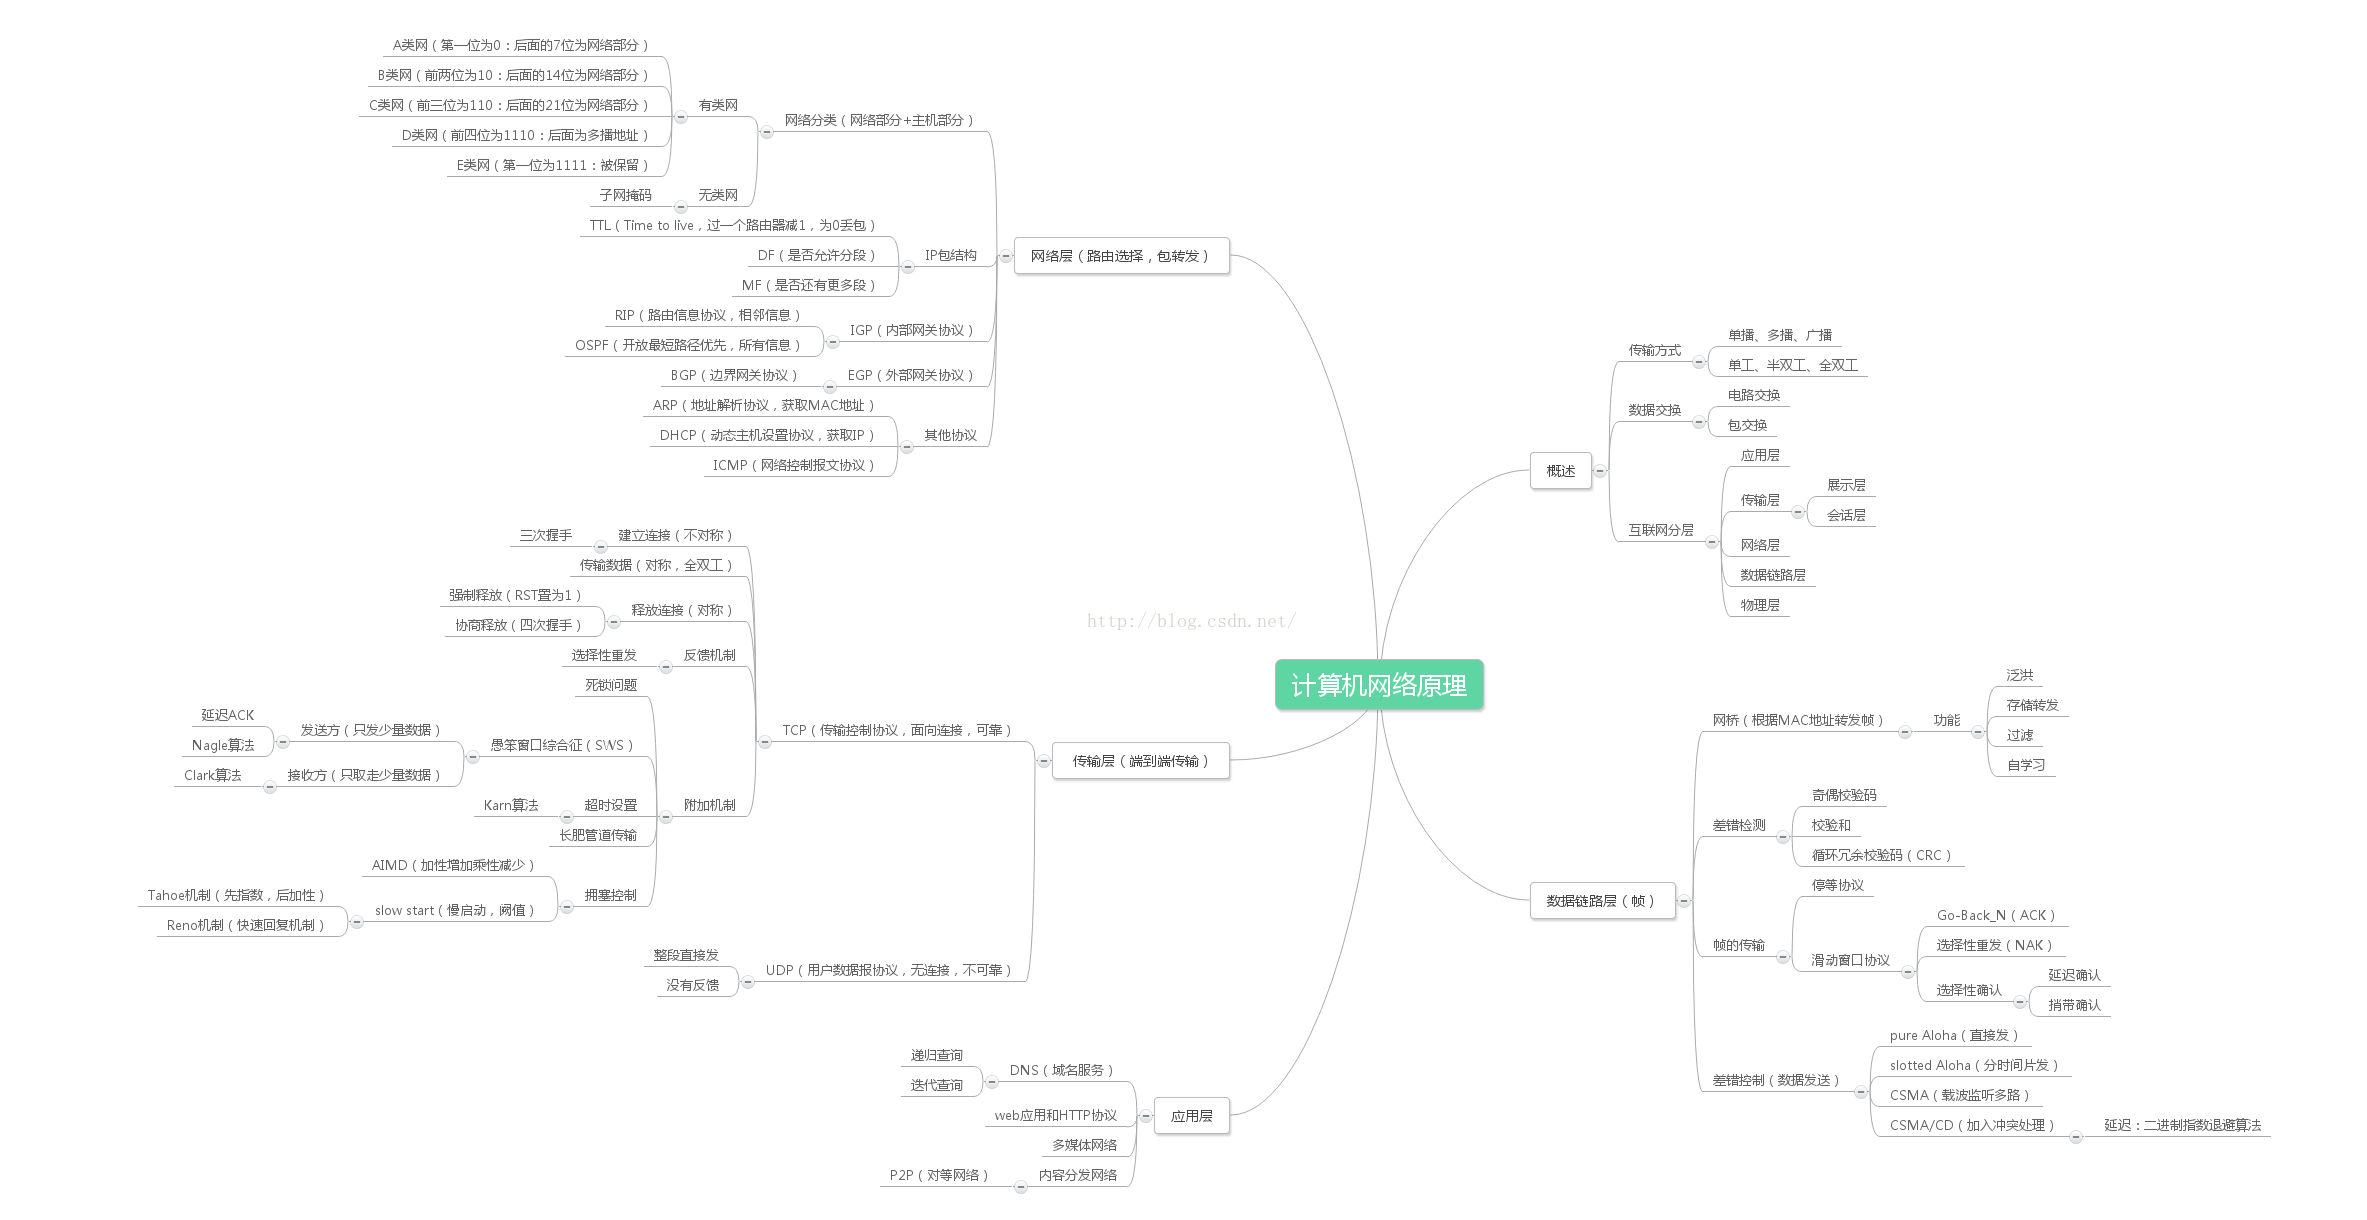 计算机网络原理
概述
传输方式
单播、多播、广播
单工、半双工、全双工
数据交换
电路交换
包交换
互联网分层
应用层
传输层
展示层
会话层
网络层
数据链路层
物理层
数据链路层（帧）
网桥（根据MAC地址转发帧）
功能
泛洪
存储转发
过滤
自学习
差错检测
奇偶校验码
校验和
循环冗余校验码（CRC）
帧的传输
停等协议
滑动窗口协议
Go-Back_N（ACK）
选择性重发（NAK）
选择性确认
延迟确认
捎带确认
差错控制（数据发送）
pure Aloha（直接发）
slotted Aloha（分时间片发）
CSMA（载波监听多路）
CSMA/CD（加入冲突处理）
延迟：二进制指数退避算法
网络层（路由选择，包转发）
网络分类（网络部分+主机部分）
有类网
A类网（第一位为0：后面的7位为网络部分）
B类网（前两位为10：后面的14位为网络部分）
C类网（前三位为110：后面的21位为网络部分）
D类网（前四位为1110：后面为多播地址）
E类网（第一位为1111：被保留）
无类网
子网掩码
IP包结构
TTL（Time to live，过一个路由器减1，为0丢包）
DF（是否允许分段）
MF（是否还有更多段）
IGP（内部网关协议）
RIP（路由信息协议，相邻信息）
OSPF（开放最短路径优先，所有信息）
EGP（外部网关协议）
BGP（边界网关协议）
其他协议
ARP（地址解析协议，获取MAC地址）
DHCP（动态主机设置协议，获取IP）
ICMP（网络控制报文协议）
传输层（端到端传输）
TCP（传输控制协议，面向连接，可靠）
建立连接（不对称）
三次握手
传输数据（对称，全双工）
释放连接（对称）
强制释放（RST置为1）
协商释放（四次握手）
反馈机制
选择性重发
附加机制
死锁问题
愚笨窗口综合征（SWS）
发送方（只发少量数据）
延迟ACK
Nagle算法
接收方（只取走少量数据）
Clark算法
超时设置
Karn算法
长肥管道传输
拥塞控制
AIMD（加性增加乘性减少）
slow start（慢启动，阀值）
Tahoe机制（先指数，后加性）
Reno机制（快速回复机制）
UDP（用户数据报协议，无连接，不可靠）
整段直接发
没有反馈
应用层
DNS（域名服务）
递归查询
迭代查询
web应用和HTTP协议
多媒体网络
内容分发网络
P2P（对等网络）
http://blog.csdn.net/